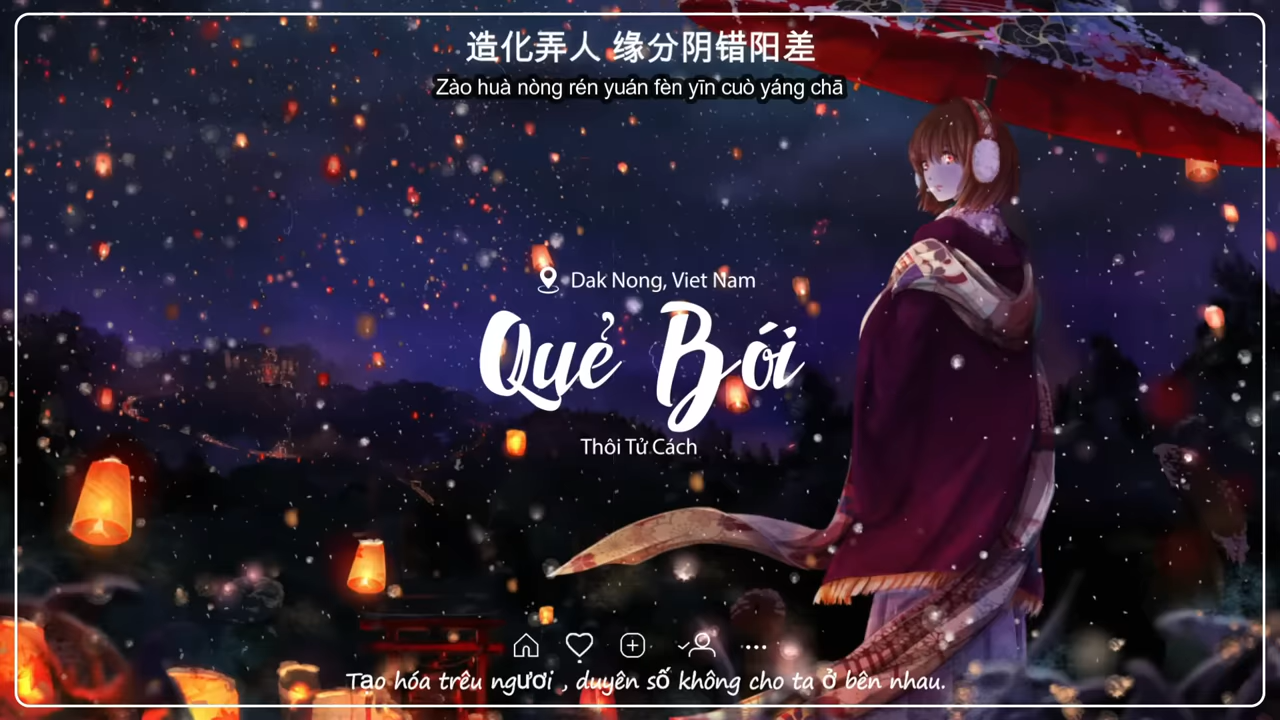 造化弄人 缘分阴错阳差
Zào huà nòng rén yuán fèn yīn cuò yáng chā
Dak Nong, Viet Nam
Quẻ Bói
Thôi Tử Cách
Tạo hóa trêu ngươi , duyên số không cho ta ở bên nhau.